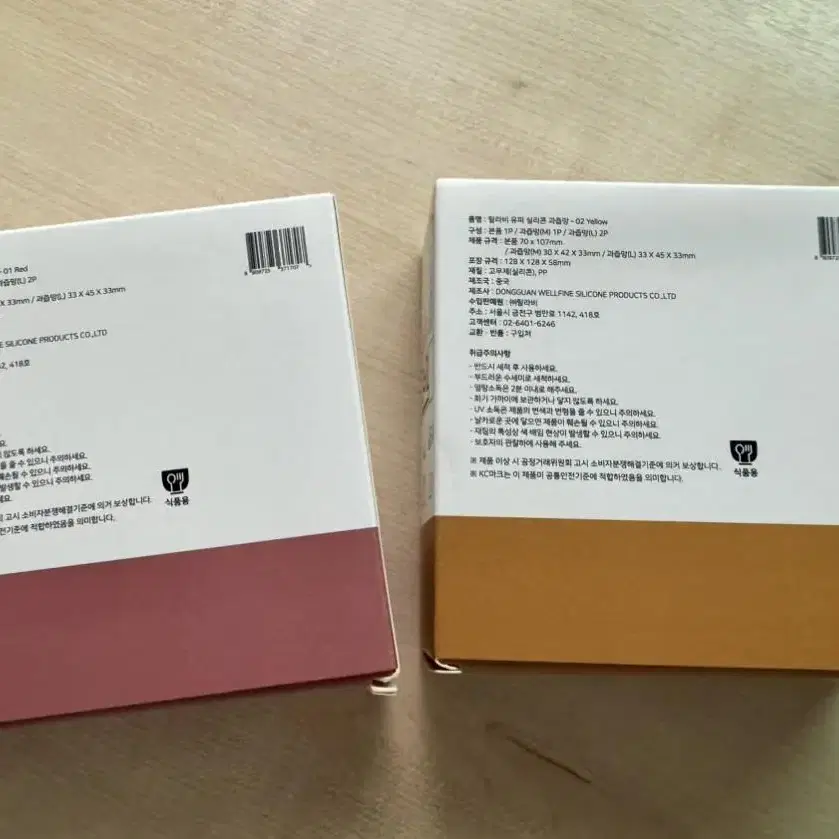 - 01 Red
과즙망(L) 2P
X 33mm / 과즙망(L) 33 X 45 X 33mm
NE SILICONE PRODUCTS CO.,LTD
42, 418호
요.
지 않도록 하세요.
을 줄 수 있으니 주의하세요.
훼손될 수 있으니 주의하세요.
발생할 수 있으니 주의하세요.
세요.
고시 소비자분쟁해결기준에 의거 보상합니다.
안전기준에 적합하였음을 의미합니다.
식품용
품명 : 릴라비 유피 실리콘 과즙망 - 02 Yellow
구성 : 본품 1P / 과즙망(M) 1P / 과즙망(L) 2P
제품 규격 : 본품 70 x 107mm
/ 과즙망(M) 30 X 42 X 33mm / 과즙망(L) 33 X 45 X 33mm
포장 규격 : 128 X 128 X 58mm
재질 : 고무제(실리콘), PP
제조국 : 중국
제조사 : DONGGUAN WELLFINE SILICONE PRODUCTS CO.,LTD
수입판매원 : ㈜릴라비
주소 : 서울시 금천구 범안로 1142, 418호
고객센터 : 02-6401-6246
교환 · 반품 : 구입처
취급주의사항
- 반드시 세척 후 사용하세요.
- 부드러운 수세미로 세척하세요.
- 열탕소독은 2분 이내로 해주세요.
- 화기 가까이에 보관하거나 닿지 않도록 하세요.
- UV 소독은 제품의 변색과 변형을 줄 수 있으니 주의하세요.
- 날카로운 곳에 닿으면 제품이 훼손될 수 있으니 주의하세요.
- 재질의 특성상 색 배임 현상이 발생할 수 있으니 주의하세요.
- 보호자의 관찰하에 사용해 주세요.
※ 제품 이상 시 공정거래위원회 고시 소비자분쟁해결기준에 의거 보상합니다.
※ KC마크는 이 제품이 공통안전기준에 적합하였음을 의미합니다.
식품용